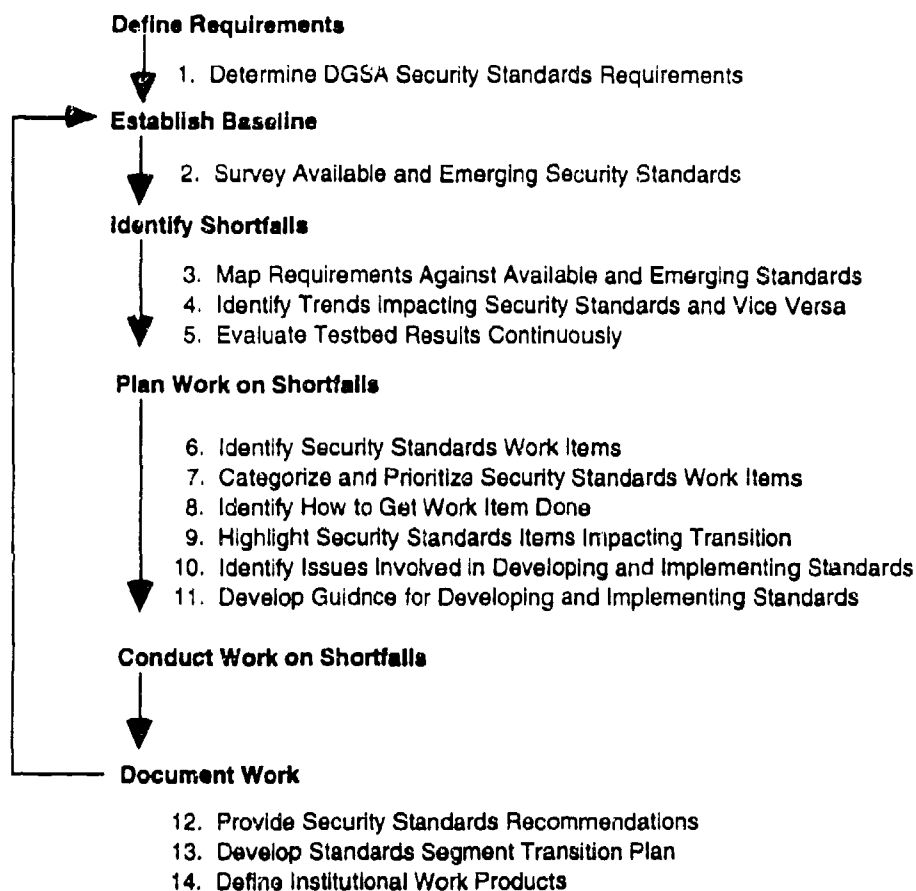 Define Requirements
1. Determine DGSA Security Standards Requirements
Establish Baseline
2. Survey Available and Emerging Security Standards
Identify Shortfalls
3. Map Requirements Against Available and Emerging Standards
4. Identify Trends Impacting Security Standards and Vice Versa
5. Evaluate Testbed Results Continuously
Plan Work on Shortfalls
6. Identify Security Standards Work Items
7. Categorize and Prioritize Security Standards Work Items
8. Identify How to Get Work Item Done
9. Highlight Security Standards Items Impacting Transition
10. Identify Issues Involved in Developing and Implementing Standards
11. Develop Guidnce for Developing and Implementing Standards
Conduct Work on Shortfalls
Document Work
12. Provide Security Standards Recommendations
13. Develop Standards Segment Transition Plan
14. Define Institutional Work Products